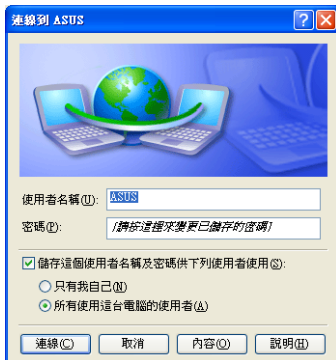 連線到 ASUS
使用者名稱(U): ASUS
密碼(P): [請按這裡來變更已儲存的密碼]
儲存這個使用者名稱及密碼供下列使用者使用(S):
只有我自己(N)
所有使用這台電腦的使用者(A)
連線(C) 取消 內容(O) 說明(H)